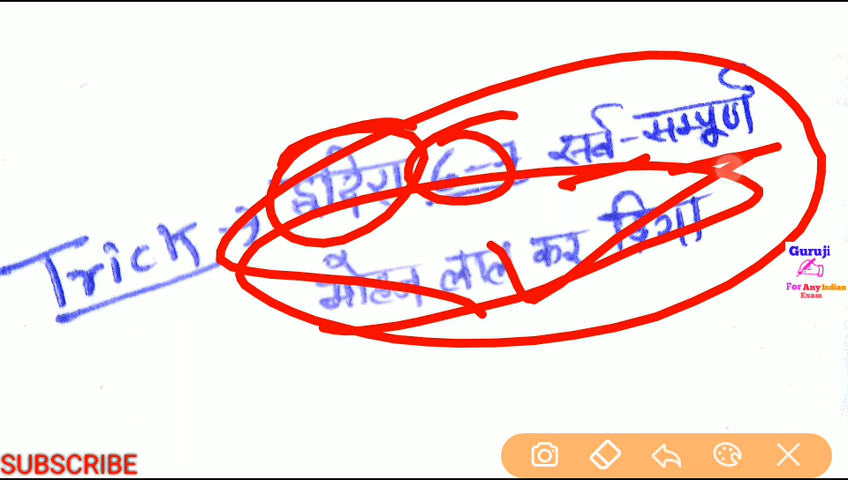 Trick → इंदिरा सर्व-सम्पूर्ण
मोहन लाल कर दिया
Guruji
For Any Indian
Exam
SUBSCRIBE